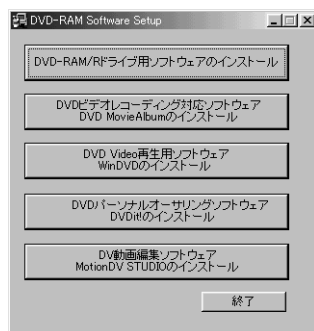 DVD-RAM Software Setup
DVD-RAM/Rドライブ用ソフトウェアのインストール
DVDビデオレコーディング対応ソフトウェア
DVD MovieAlbumのインストール
DVD Video再生用ソフトウェア
WinDVDのインストール
DVDパーソナルオーサリングソフトウェア
DVDit!のインストール
DV動画編集ソフトウェア
MotionDV STUDIOのインストール
終了